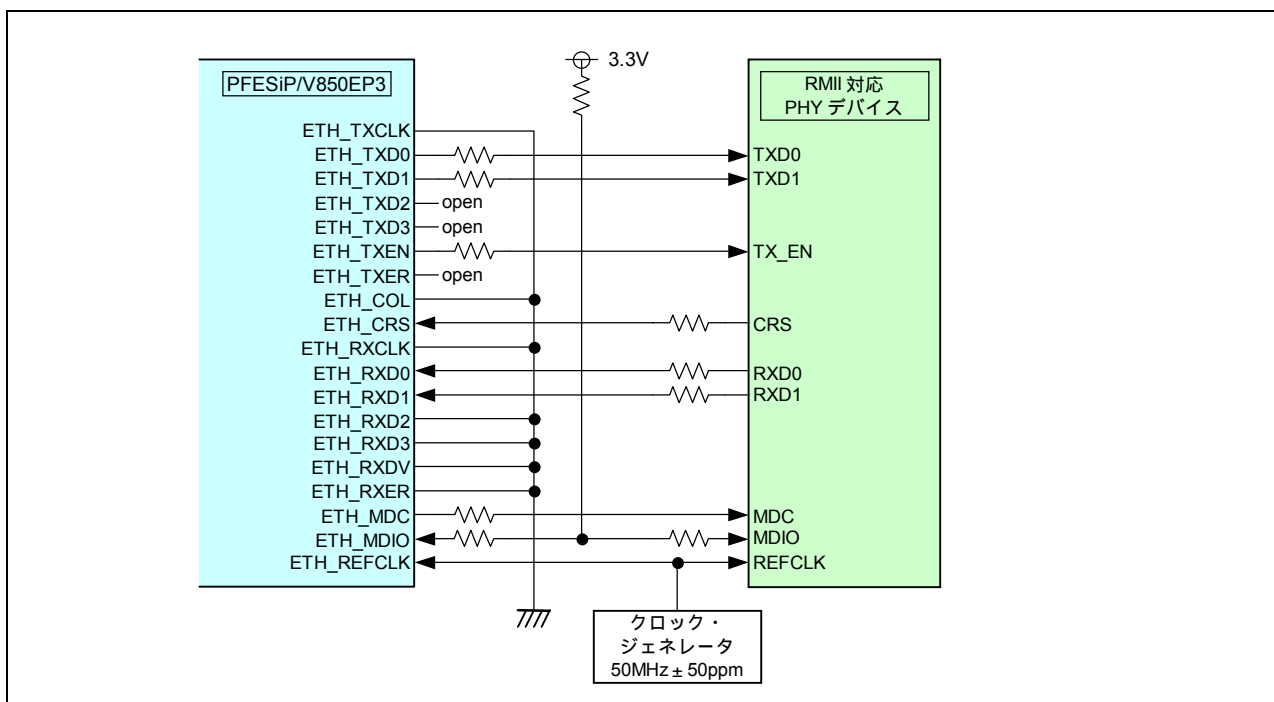 3.3V
PFESiP/V850EP3
RMII 対応
PHY デバイス
ETH_TXCLK
ETH_TXD0
TXD0
ETH_TXD1
TXD1
ETH_TXD2
open
ETH_TXD3
open
ETH_TXEN
TX_EN
ETH_TXER
open
ETH_COL
ETH_CRS
CRS
ETH_RXCLK
ETH_RXD0
RXD0
ETH_RXD1
RXD1
ETH_RXD2
ETH_RXD3
ETH_RXDV
ETH_RXER
ETH_MDC
MDC
ETH_MDIO
MDIO
ETH_REFCLK
REFCLK
クロック・
ジェネレータ
50MHz ± 50ppm